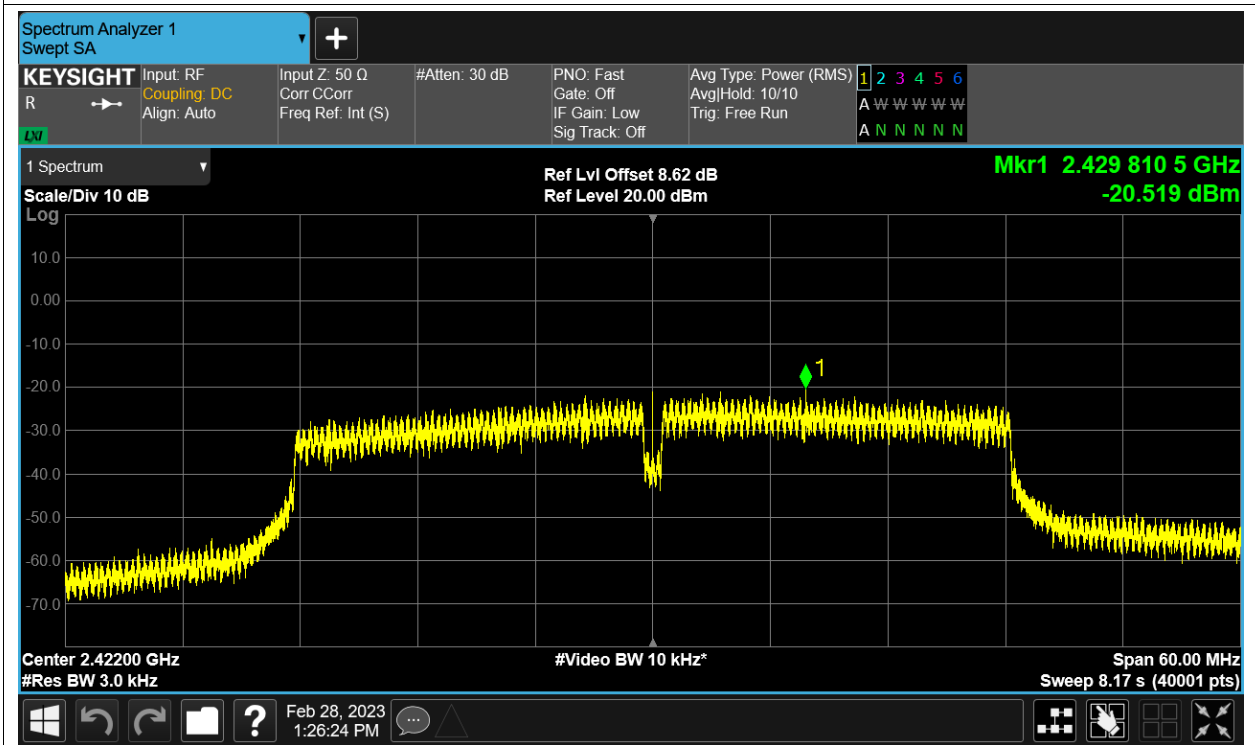 Spectrum Analyzer 1
Swept SA
+
KEYSIGHT
R
LXI
Input: RF
Coupling: DC
Align: Auto
Input Z: 50 Ω
Corr CCorr
Freq Ref: Int (S)
#Atten: 30 dB
PNO: Fast
Gate: Off
IF Gain: Low
Sig Track: Off
Avg Type: Power (RMS)
Avg|Hold: 10/10
Trig: Free Run
1 2 3 4 5 6
A W W W W W
A N N N N N
1 Spectrum
Scale/Div 10 dB
Ref Lvl Offset 8.62 dB
Ref Level 20.00 dBm
Mkr1 2.429 810 5 GHz
-20.519 dBm
Log
10.0
0.00
-10.0
1
-20.0
-30.0
-40.0
-50.0
-60.0
-70.0
Center 2.42200 GHz
#Video BW 10 kHz*
Span 60.00 MHz
#Res BW 3.0 kHz
Sweep 8.17 s (40001 pts)
?
Feb 28, 2023
1:26:24 PM